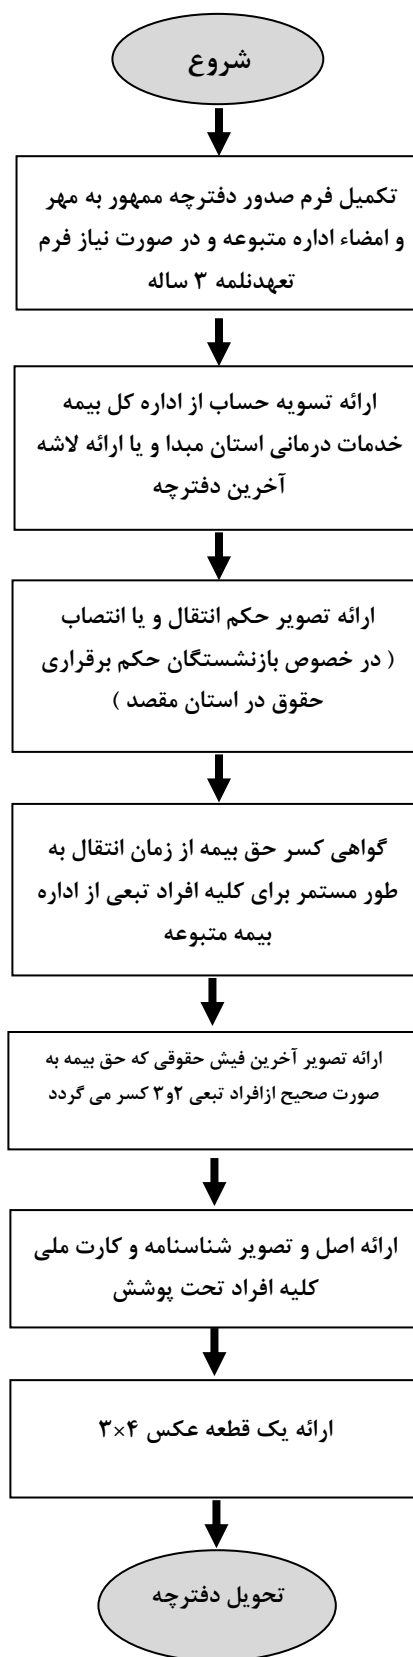 شروع
تکمیل فرم صدور دفترچه ممهور به مهر
و امضاء اداره متبوعه و در صورت نیاز فرم
تعهدنلمه ۳ ساله
ارائه تسویه حساب از اداره کل بیمه
خدمات درمانی استان مبدا و یا ارائه لاشه
آخرین دفترچه
ارائه تصویر حکم انتقال و یا انتصاب
( در خصوص بازنشستگان حکم برقراری
حقوق در استان مقصد )
گواهی کسر حق بیمه از زمان انتقال به
طور مستمر برای کلیه افراد تبعی از اداره
بیمه متبوعه
ارائه تصویر آخرین فیش حقوقی که حق بیمه به
صورت صحیح ازافراد تبعی ۲و۳ کسر می گردد
ارائه اصل و تصویر شناسنامه و کارت ملی
کلیه افراد تحت پوشش
ارائه یک قطعه عکس ۴×۳
تحویل دفترچه